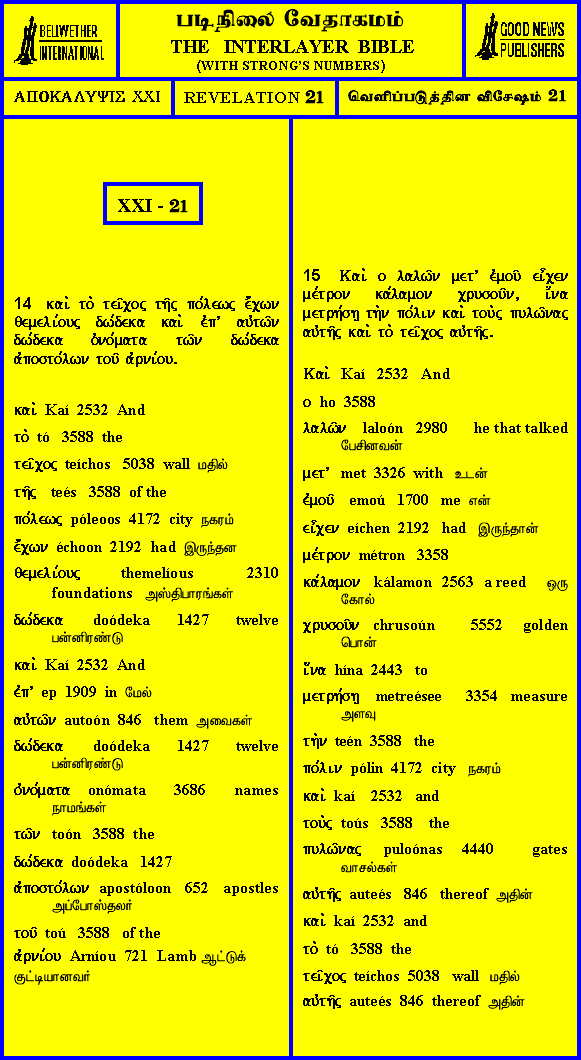 BELLWETHER
INTERNATIONAL
படிநிலை வேதாகமம்
THE INTERLAYER BIBLE
(WITH STRONG'S NUMBERS)
GOOD NEWS
PUBLISHERS
ΑΠΟΚΑΛΥΨΙΣ XXI
REVELATION 21
வெளிப்படுத்தின விசேஷம் 21
XXI - 21
14 καὶ τὸ τεῖχος τῆς πόλεως ἔχων
θεμελίους δώδεκα καὶ ἐπ' αὐτῶν
δώδεκα ὀνόματα τῶν δώδεκα
ἀποστόλων τοῦ ἀρνίου.
καὶ Kaí 2532 And
τὸ tó 3588 the
τεῖχος teíchos 5038 wall மதில்
τῆς teés 3588 of the
πόλεως póleoos 4172 city நகரம்
ἔχων échoon 2192 had இருந்தன
θεμελίους themelíous 2310
foundations அஸ்திபாரங்கள்
δώδεκα doódeka 1427 twelve
பன்னிரண்டு
καὶ Kaí 2532 And
ἐπ' ep 1909 in மேல்
αὐτῶν autoón 846 them அவைகள்
δώδεκα doódeka 1427 twelve
பன்னிரண்டு
ὀνόματα onómata 3686 names
நாமங்கள்
τῶν toón 3588 the
δώδεκα doódeka 1427
ἀποστόλων apostóloon 652 apostles
அப்போஸ்தலர்
τοῦ toú 3588 of the
ἀρνίου Arníou 721 Lamb ஆட்டுக்
குட்டியானவர்
15 Καὶ ο λαλῶν μετ' ἐμοῦ εἶχεν
μέτρον κάλαμον χρυσοῦν, ἵνα
μετρήσῃ τὴν πόλιν καὶ τοὺς πυλῶνας
αὐτῆς καὶ τὸ τεῖχος αὐτῆς.
Καὶ Kaí 2532 And
ο ho 3588
λαλῶν laloón 2980 he that talked
பேசினவன்
μετ' met 3326 with உடன்
ἐμοῦ emoú 1700 me என்
εἶχεν eíchen 2192 had இருந்தான்
μέτρον métron 3358
κάλαμον kálamon 2563 a reed ஒரு
கோல்
χρυσοῦν chrusoún 5552 golden
பொன்
ἵνα hína 2443 to
μετρήσῃ metreésee 3354 measure
அளவு
τὴν teén 3588 the
πόλιν pólin 4172 city நகரம்
καὶ kaí 2532 and
τοὺς toús 3588 the
πυλῶνας puloónas 4440 gates
வாசல்கள்
αὐτῆς auteés 846 thereof அதின்
καὶ kaí 2532 and
τὸ tó 3588 the
τεῖχος teíchos 5038 wall மதில்
αὐτῆς auteés 846 thereof அதின்